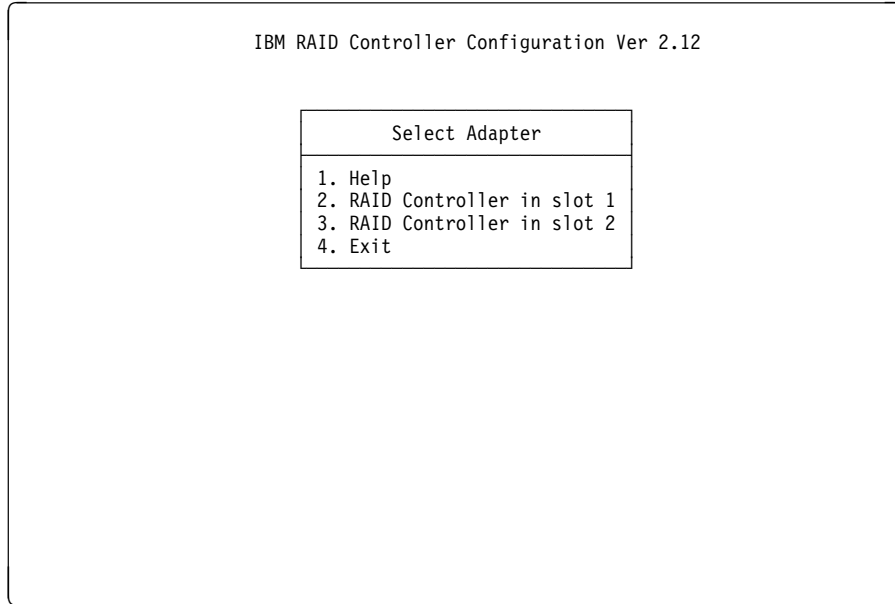 IBM RAID Controller Configuration Ver 2.12
Select Adapter
1. Help
2. RAID Controller in slot 1
3. RAID Controller in slot 2
4. Exit